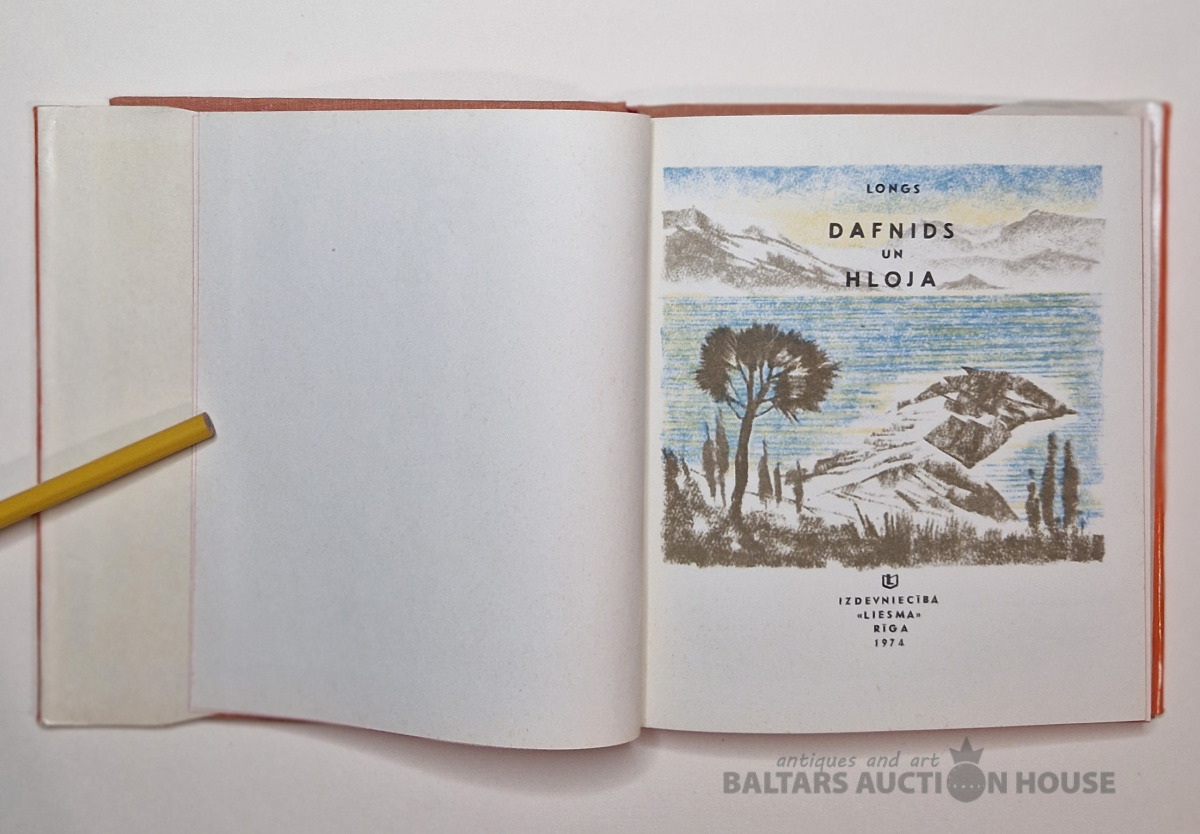 LONGS
DAFNIDS
UN
HLOJA
IZDEVNIECĪBA
«LIESMA»
RĪGA
1974
antiques and art
BALTARS AUCTION HOUSE